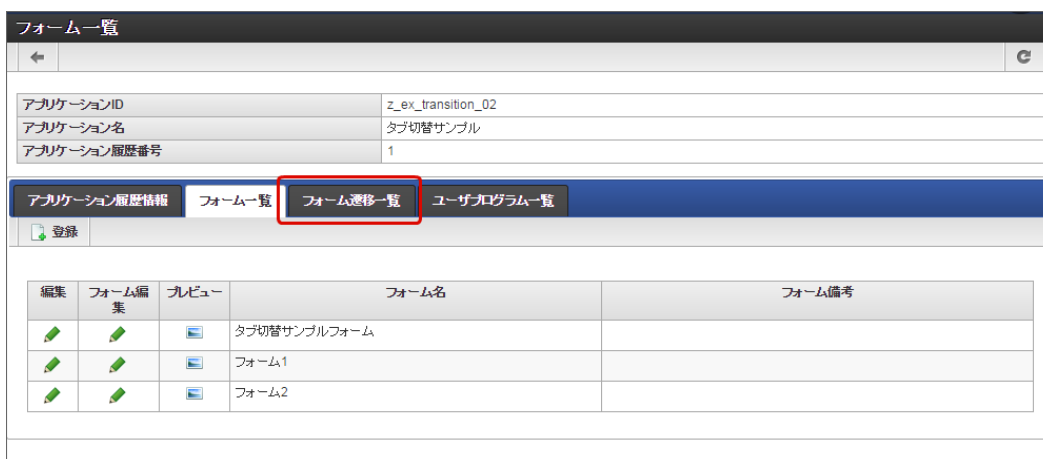 フォーム一覧
アプリケーションID z_ex_transition_02
アプリケーション名 タブ切替サンプル
アプリケーション履歴番号 1
アプリケーション履歴情報 フォーム一覧 フォーム遷移一覧 ユーザプログラム一覧
登録
編集 フォーム編集 プレビュー フォーム名 フォーム備考
タブ切替サンプルフォーム
フォーム1
フォーム2